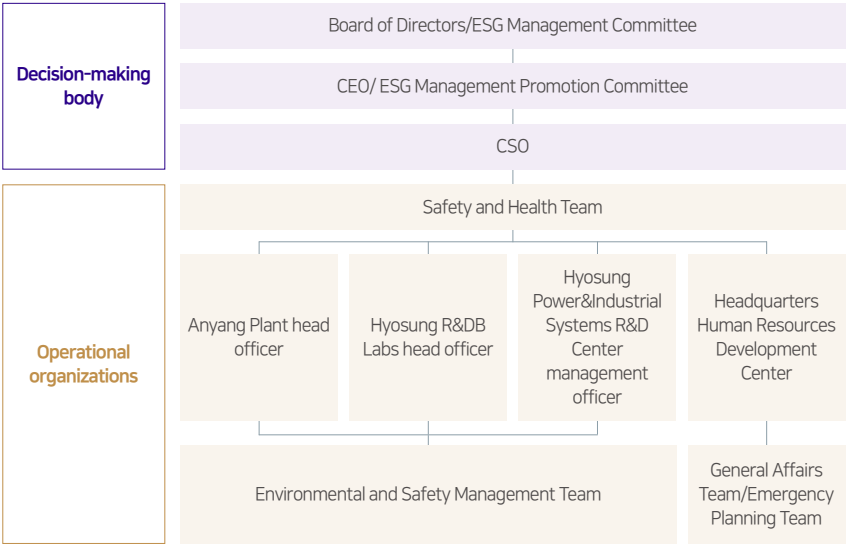 Decision-making
body
Board of Directors/ESG Management Committee
CEO/ ESG Management Promotion Committee
CSO
Operational
organizations
Safety and Health Team
Anyang Plant head
officer
Hyosung R&DB
Labs head officer
Hyosung
Power&Industrial
Systems R&D
Center
management
officer
Headquarters
Human Resources
Development
Center
Environmental and Safety Management Team
General Affairs
Team/Emergency
Planning Team